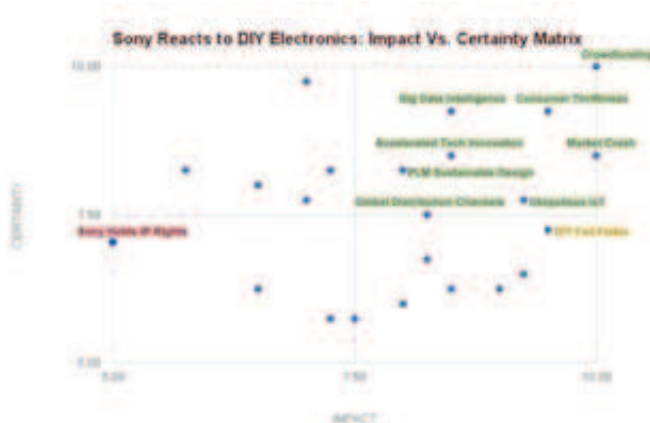 Sony Reacts to DIY Electronics: Impact Vs. Certainty Matrix
Crowdfunding
10.00
Big Data Intelligence
Consumer Thriftiness
Accelerated Tech Innovation
Market Crash
PLM Sustainable Design
Global Distribution Channels
Ubiquitous IoT
7.50
CERTAINTY
Sony Holds IP Rights
DIY Fad Fades
5.00
5.00
7.50
10.00
IMPACT